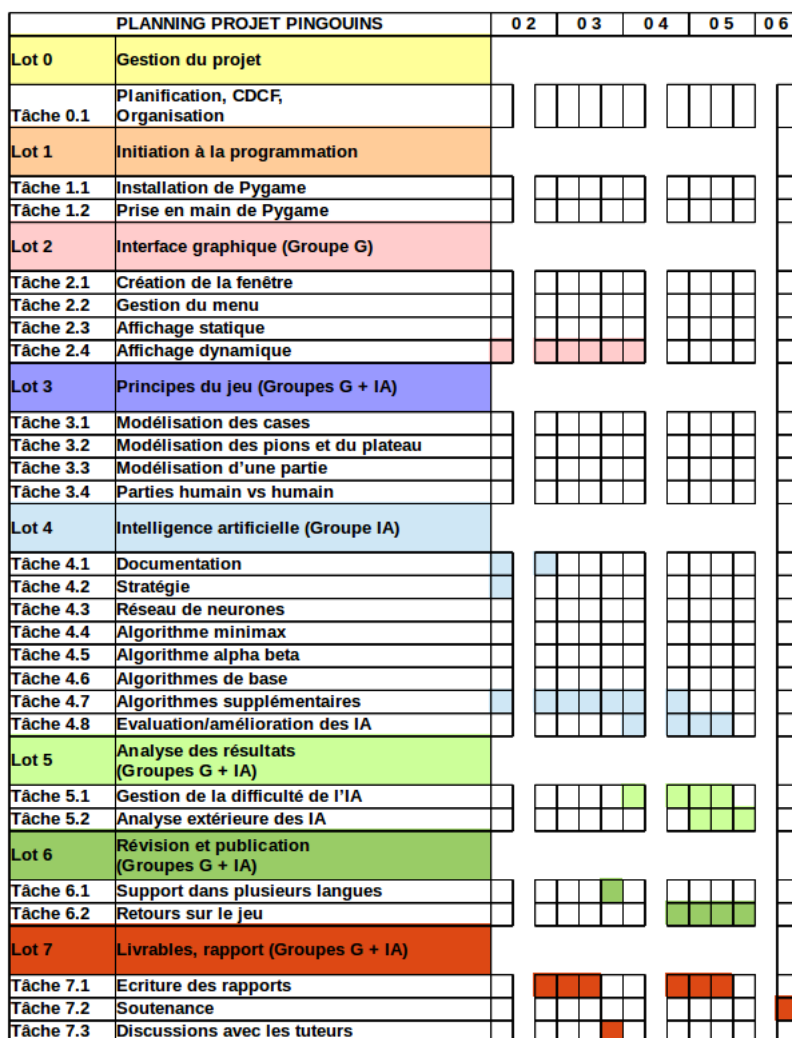 PLANNING PROJET PINGOUINS 0 2 0 3 0 4 0 5 0 6
Lot 0 Gestion du projet
Planification, CDCF,
Tâche 0.1 Organisation
Lot 1 Initiation à la programmation
Tâche 1.1 Installation de Pygame
Tâche 1.2 Prise en main de Pygame
Lot 2 Interface graphique (Groupe G)
Tâche 2.1 Création de la fenêtre
Tâche 2.2 Gestion du menu
Tâche 2.3 Affichage statique
Tâche 2.4 Affichage dynamique
Lot 3 Principes du jeu (Groupes G + IA)
Tâche 3.1 Modélisation des cases
Tâche 3.2 Modélisation des pions et du plateau
Tâche 3.3 Modélisation d'une partie
Tâche 3.4 Parties humain vs humain
Lot 4 Intelligence artificielle (Groupe IA)
Tâche 4.1 Documentation
Tâche 4.2 Stratégie
Tâche 4.3 Réseau de neurones
Tâche 4.4 Algorithme minimax
Tâche 4.5 Algorithme alpha beta
Tâche 4.6 Algorithmes de base
Tâche 4.7 Algorithmes supplémentaires
Tâche 4.8 Evaluation/amélioration des IA
Lot 5 Analyse des résultats
(Groupes G + IA)
Tâche 5.1 Gestion de la difficulté de l'IA
Tâche 5.2 Analyse extérieure des IA
Lot 6 Révision et publication
(Groupes G + IA)
Tâche 6.1 Support dans plusieurs langues
Tâche 6.2 Retours sur le jeu
Lot 7 Livrables, rapport (Groupes G + IA)
Tâche 7.1 Ecriture des rapports
Tâche 7.2 Soutenance
Tâche 7.3 Discussions avec les tuteurs